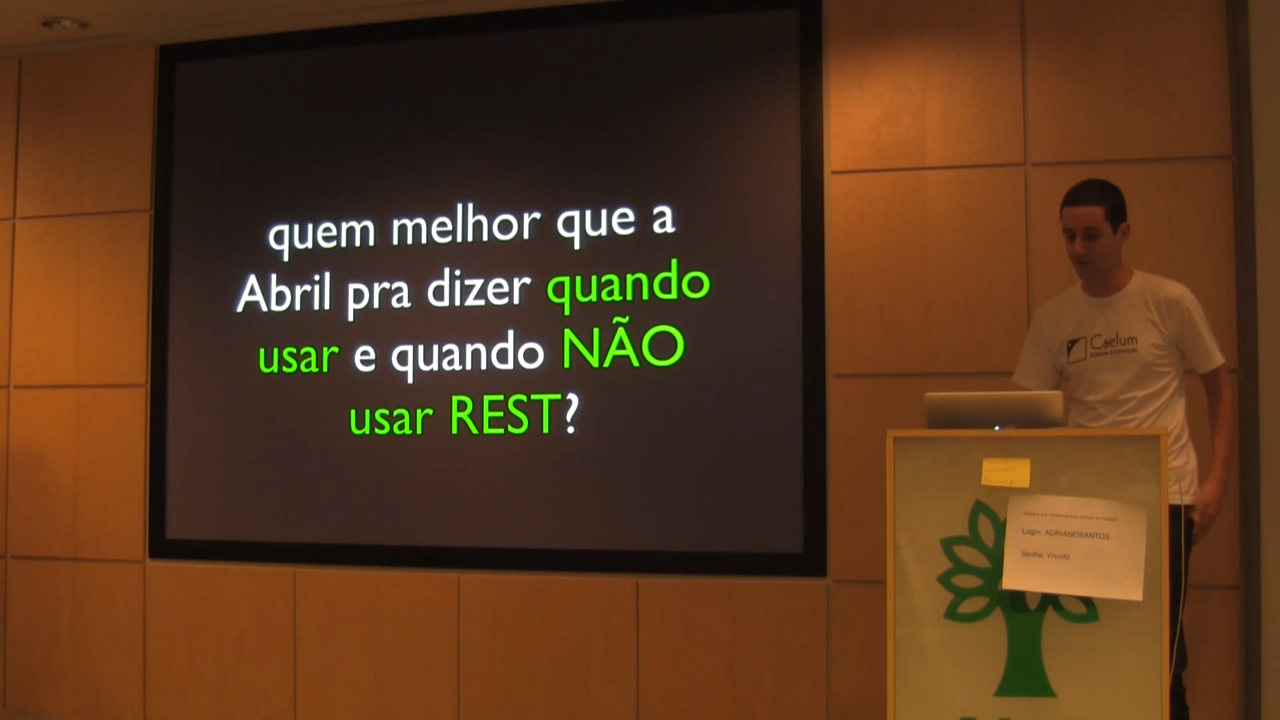 quem melhor que a
Abril pra dizer quando
usar e quando NÃO
usar REST?
Caelum
Login: ADRIANOSANTOS
Senha: